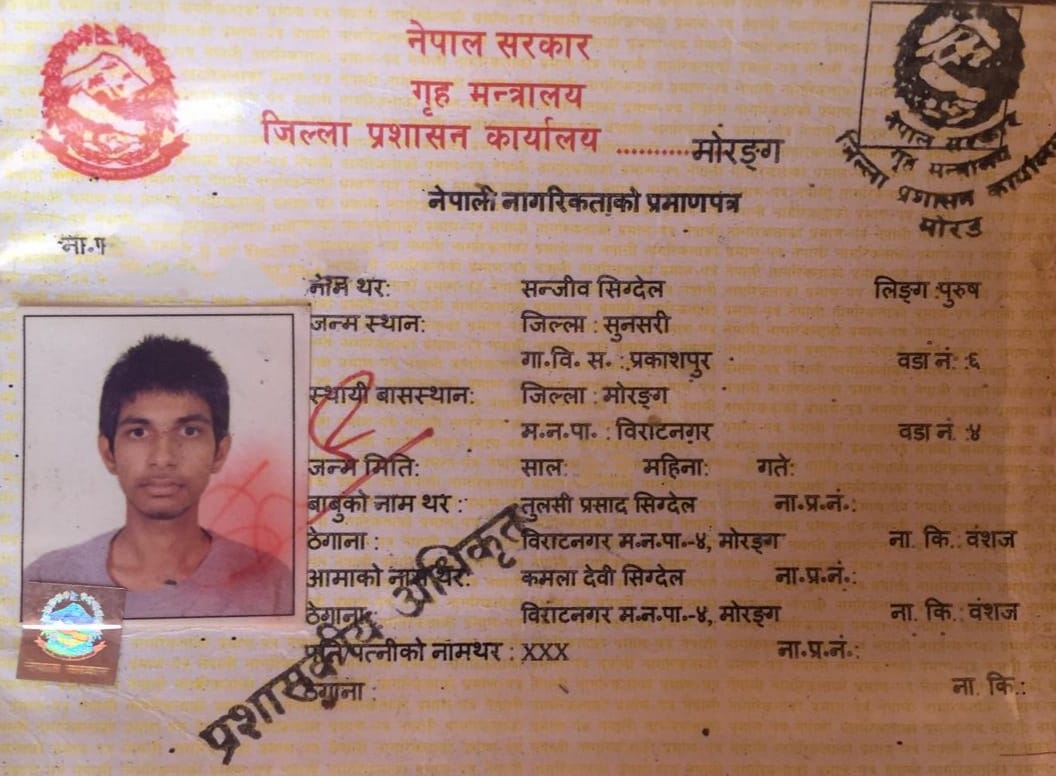 नेपाल सरकार
गृह मन्त्रालय
जिल्ला प्रशासन कार्यालय ..........मोरङ्ग
नेपाल सरकार
गृह मन्त्रालय
जिल्ला प्रशासन कार्यालय
मोरङ
नेपाली नागरिकताको प्रमाणपत्र
नाम थर: सन्जीव सिग्देल लिङ्ग :पुरुष
जन्म स्थान: जिल्ला : सुनसरी
गा॰वि॰ स॰ : प्रकाशपुर वडा नं: :६
स्थायी बासस्थान: जिल्ला : मोरङ्ग
म॰न॰पा॰ : विराटनगर वडा नं :४
जन्म मिति: साल: महिना: गते:
बाबुको नाम थर : तुलसी प्रसाद सिग्देल ना॰प्र॰नं॰:
ठेगाना : विराटनगर म॰न॰पा॰-४, मोरङ्ग ना. कि.: वंशज
आमाको नाम थर: कमला देवी सिग्देल ना॰प्र॰नं॰:
ठेगाना: विराटनगर म॰न॰पा॰-४, मोरङ्ग ना. कि.: वंशज
पति/पत्नीको नामथर : XXX ना॰प्र॰नं॰:
ठेगाना : ना. कि.:
प्रशासकीय अधिकृत